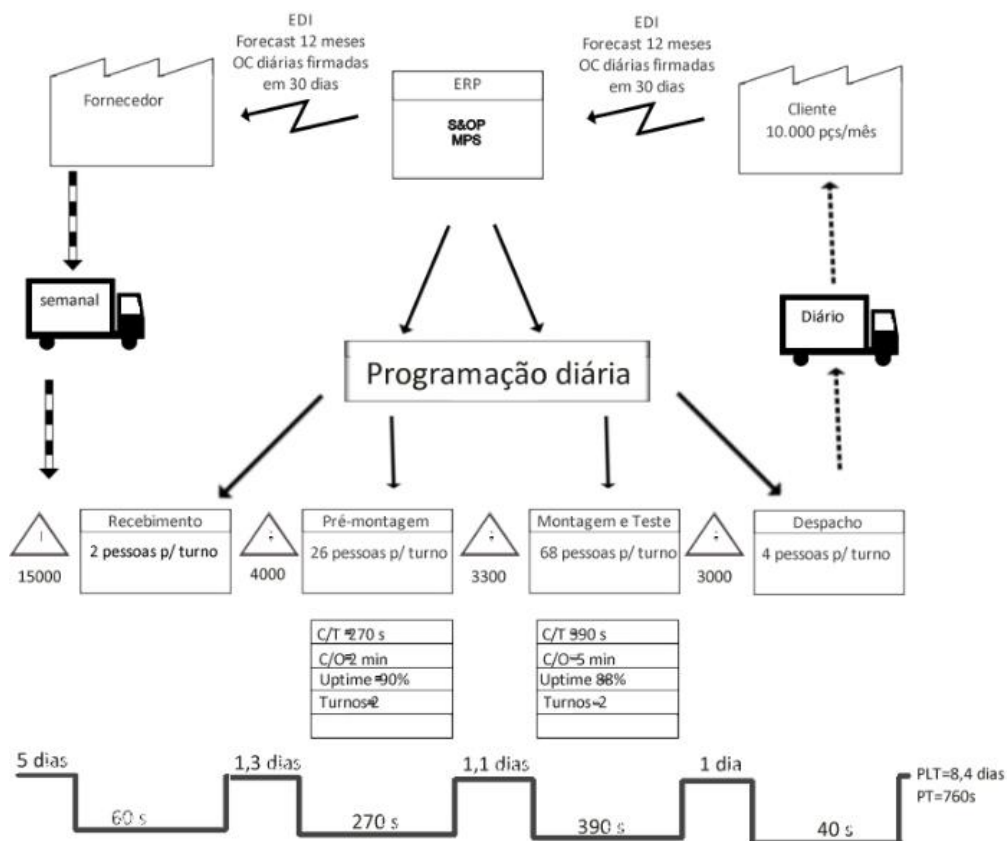 EDI
Forecast 12 meses
OC diárias firmadas
em 30 dias
EDI
Forecast 12 meses
OC diárias firmadas
em 30 dias
Fornecedor
ERP
S&OP
MPS
Cliente
10.000 pçs/mês
semanal
Diário
Programação diária
I
15000
Recebimento
2 pessoas p/ turno
4000
Pré-montagem
26 pessoas p/ turno
3300
Montagem e Teste
68 pessoas p/ turno
3000
Despacho
4 pessoas p/ turno
C/T =270 s
C/O=2 min
Uptime =90%
Turnos=2
C/T 390 s
C/O 5 min
Uptime 88%
Turnos 2
5 dias
60 s
1,3 dias
270 s
1,1 dias
390 s
1 dia
40 s
PLT=8,4 dias
PT=760s